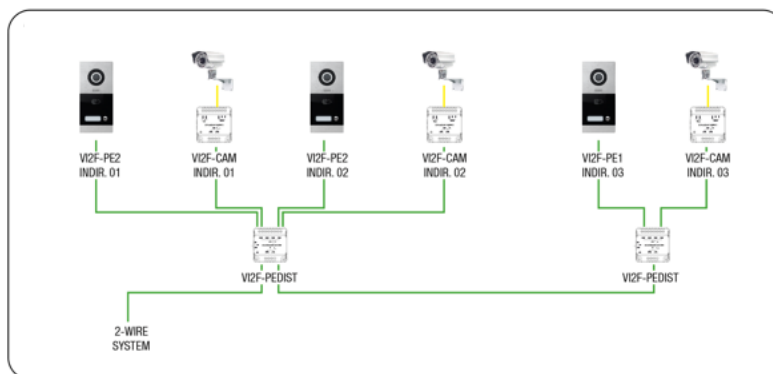 VI2F-PE2
INDIR. 01
VI2F-CAM
INDIR. 01
VI2F-PE2
INDIR. 02
VI2F-CAM
INDIR. 02
VI2F-PE1
INDIR. 03
VI2F-CAM
INDIR. 03
VI2F-PEDIST
VI2F-PEDIST
2-WIRE
SYSTEM